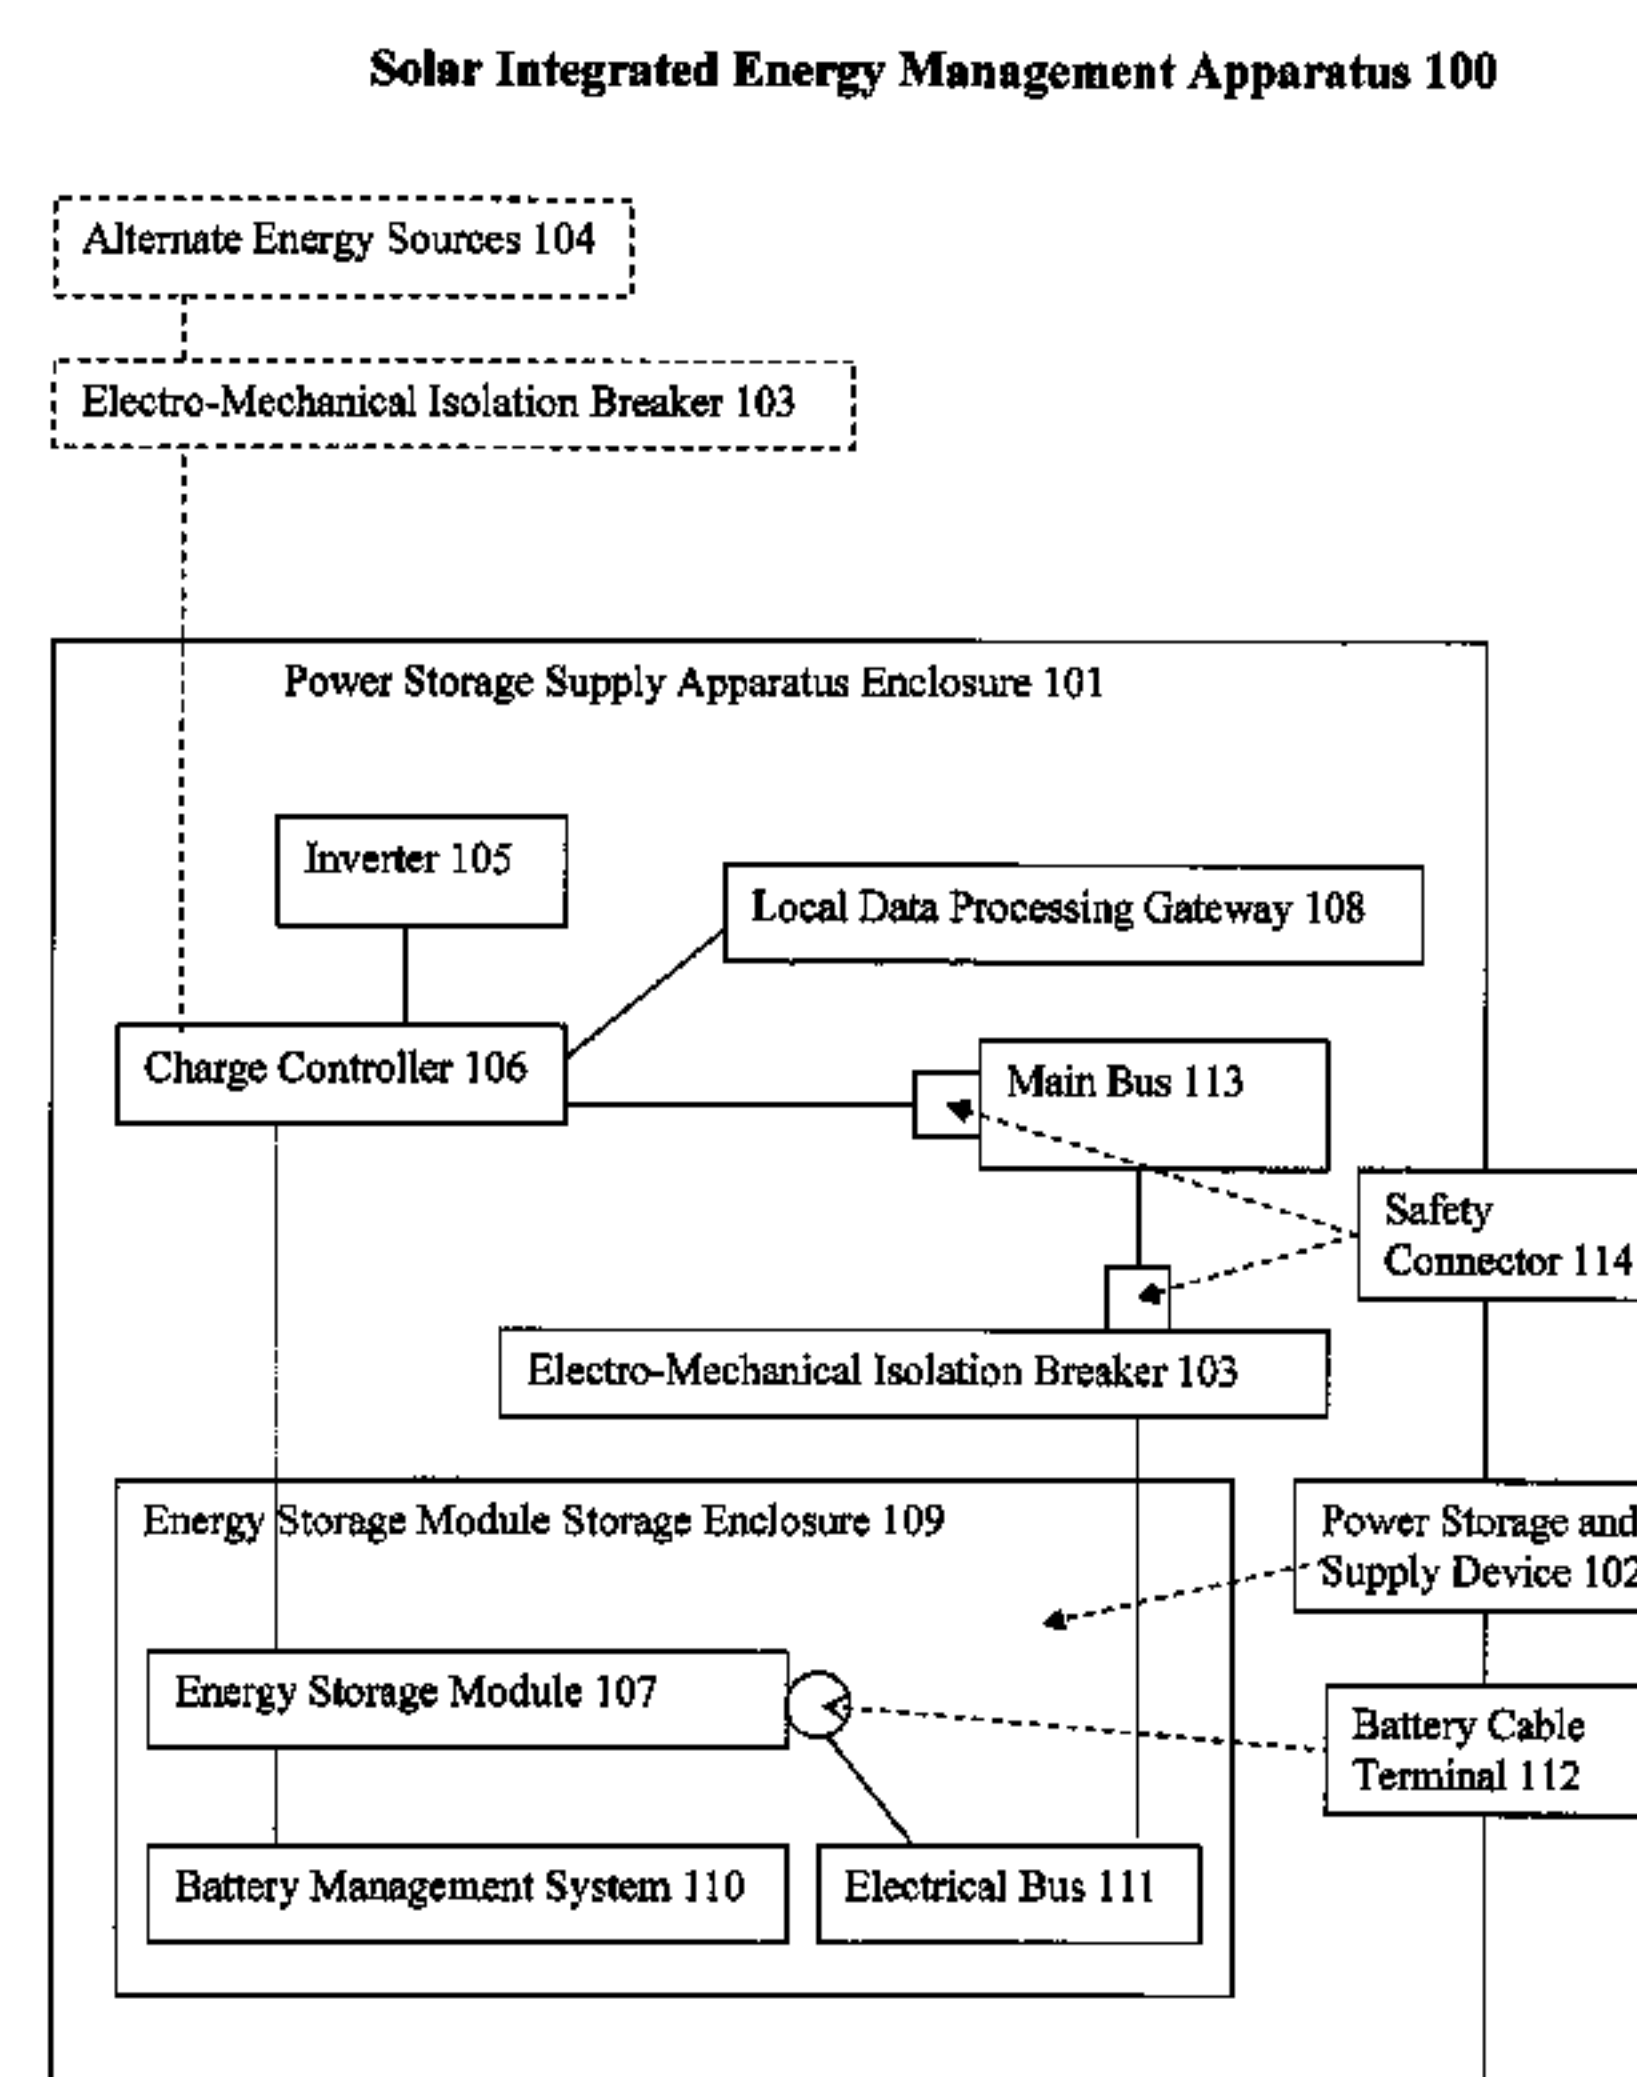 Solar Integrated Energy Management Apparatus 100
Alternate Energy Sources 104
Electro-Mechanical Isolation Breaker 103
Power Storage Supply Apparatus Enclosure 101
Inverter 105
Local Data Processing Gateway 108
Charge Controller 106
Main Bus 113
Safety
Connector 114
Electro-Mechanical Isolation Breaker 103
Energy Storage Module Storage Enclosure 109
Power Storage and
Supply Device 102
Energy Storage Module 107
Battery Cable
Terminal 112
Battery Management System 110
Electrical Bus 111